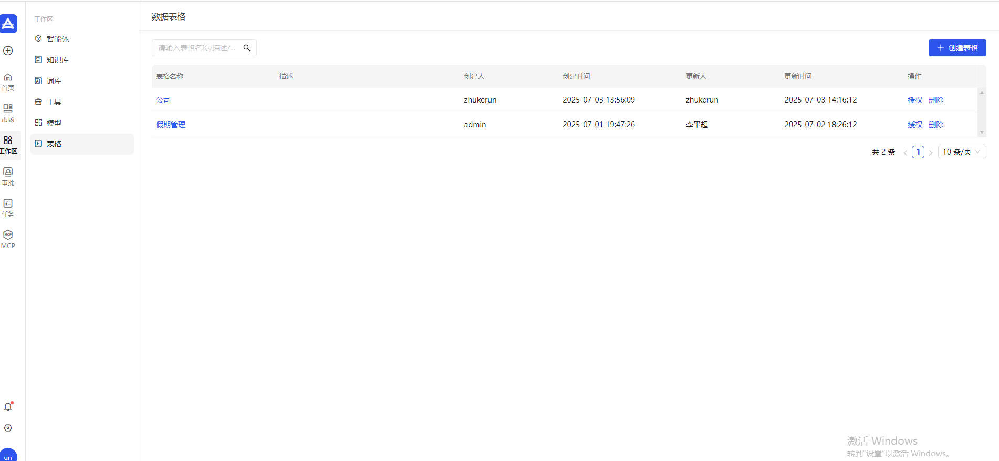 数据表格
工作区
智能体
知识库
词库
工具
模型
表格
首页
市场
工作区
审批
任务
MCP
un
请输入表格名称/描述/...
创建表格
表格名称 描述 创建人 创建时间 更新人 更新时间 操作
公司 zhukerun 2025-07-03 13:56:09 zhukerun 2025-07-03 14:16:12 授权 删除
假期管理 admin 2025-07-01 19:47:26 李平超 2025-07-02 18:26:12 授权 删除
共 2 条 < 1 > 10 条/页
激活 Windows
转到"设置"以激活 Windows。